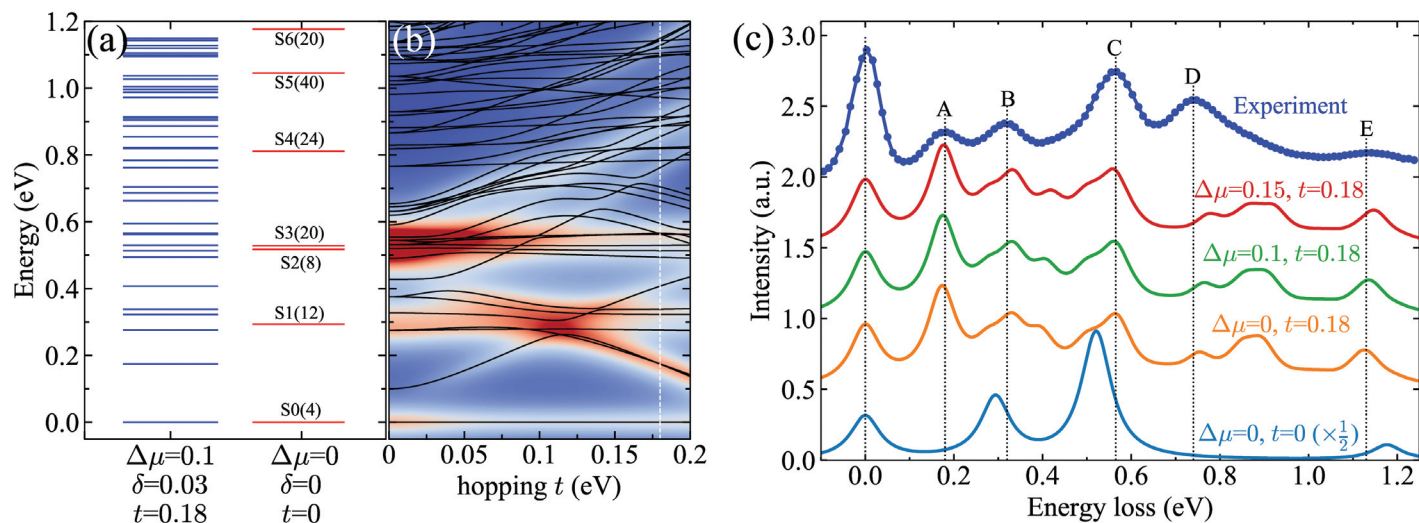 (a)
Energy (eV)
1.2
1.0
0.8
0.6
0.4
0.2
0.0
S6(20)
S5(40)
S4(24)
S3(20)
S2(8)
S1(12)
S0(4)
Δμ=0.1
δ=0.03
t=0.18
Δμ=0
δ=0
t=0
(b)
0 0.05 0.1 0.15 0.2
hopping t (eV)
(c)
Intensity (a.u.)
3.0
2.5
2.0
1.5
1.0
0.5
0.0
A
B
C
D
E
Experiment
Δμ=0.15, t=0.18
Δμ=0.1, t=0.18
Δμ=0, t=0.18
Δμ=0, t=0 (×½)
0.0 0.2 0.4 0.6 0.8 1.0 1.2
Energy loss (eV)